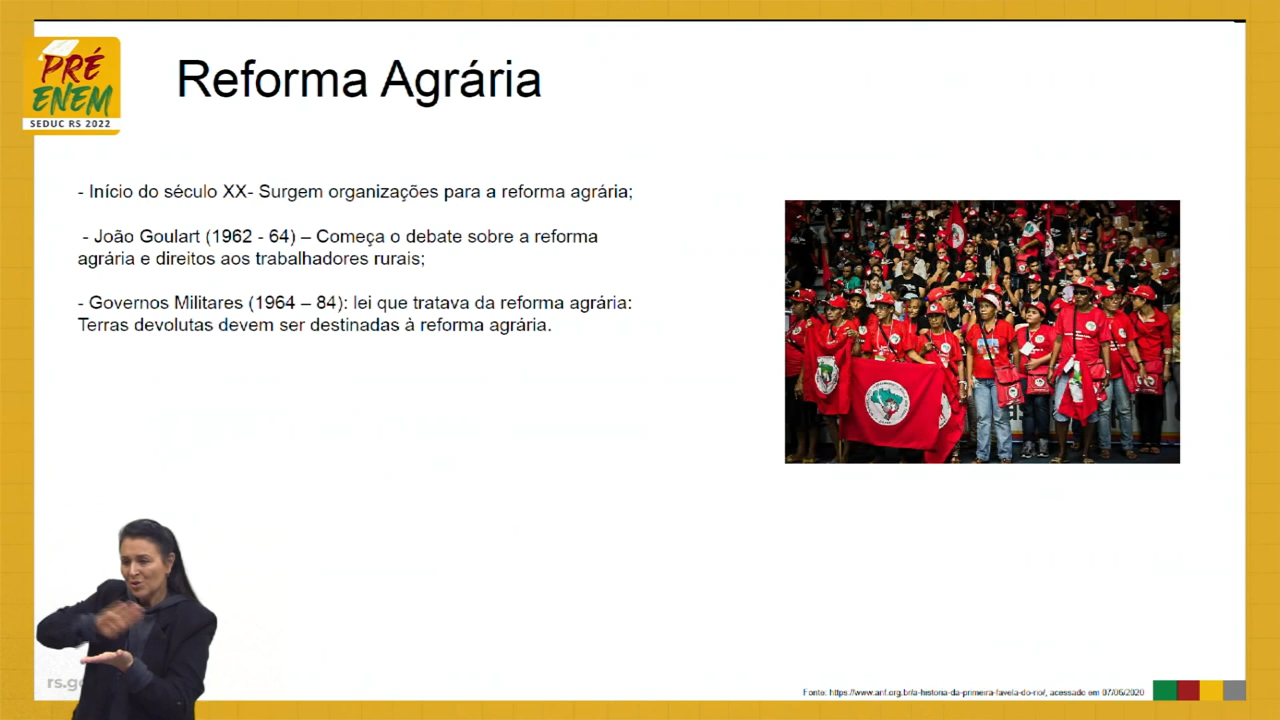 PRÉ
ENEM
SEDUC RS 2022
Reforma Agrária
- Início do século XX- Surgem organizações para a reforma agrária;
- João Goulart (1962 - 64) – Começa o debate sobre a reforma
agrária e direitos aos trabalhadores rurais;
- Governos Militares (1964 – 84): lei que tratava da reforma agrária:
Terras devolutas devem ser destinadas à reforma agrária.
rs.g
Fonte: https://www.anf.org.br/a-historia-da-primeira-favela-do-rio/, acessado em 07/06/2020